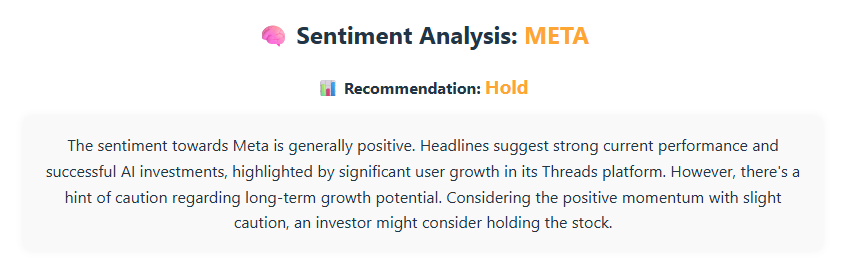 🧠 Sentiment Analysis: META
📊 Recommendation: Hold
The sentiment towards Meta is generally positive. Headlines suggest strong current performance and
successful AI investments, highlighted by significant user growth in its Threads platform. However, there's a
hint of caution regarding long-term growth potential. Considering the positive momentum with slight
caution, an investor might consider holding the stock.